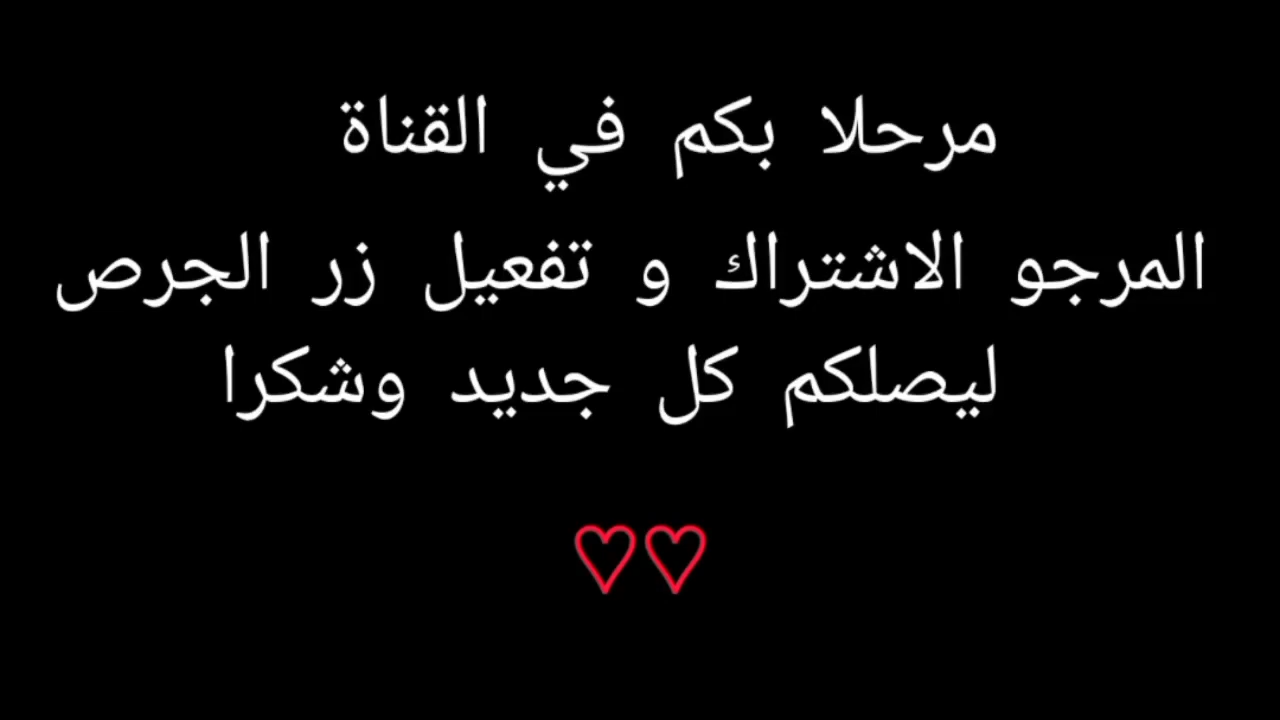 مرحلا بكم في القناة
المرجو الاشتراك و تفعيل زر الجرص
ليصلكم كل جديد وشكرا
♡♡